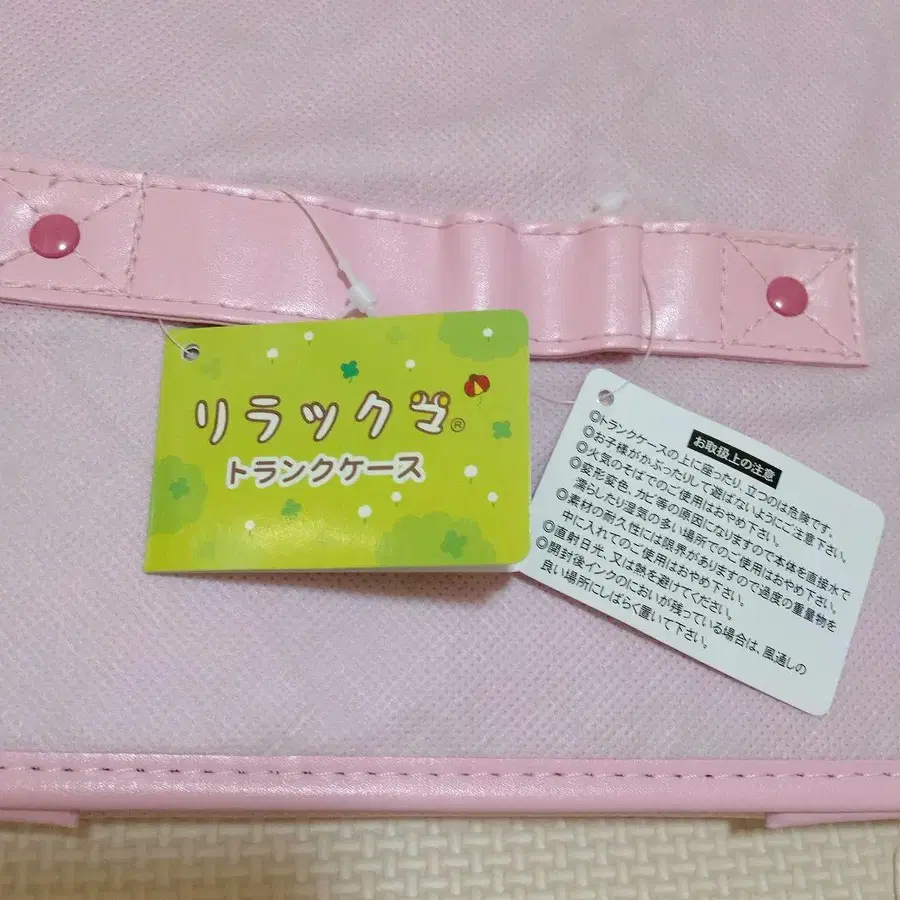 リラックマ®
トランクケース
お取扱上の注意
◎トランクケースの上に座ったり、立つのは危険です。
◎お子様がかぶったりして遊ばないようにご注意下さい。
◎火気のそばでのご使用はおやめ下さい。
◎変形変色、カビ等の原因になりますので本体を直接水で
濡らしたり湿気の多い場所でのご使用はおやめ下さい。
◎素材の耐久性には限界がありますので過度の重量物を
中に入れてのご使用はおやめ下さい。
◎直射日光、又は熱を避けてください。
◎開封後インクのにおいが残っている場合は、風通しの
良い場所にしばらく置いて下さい。